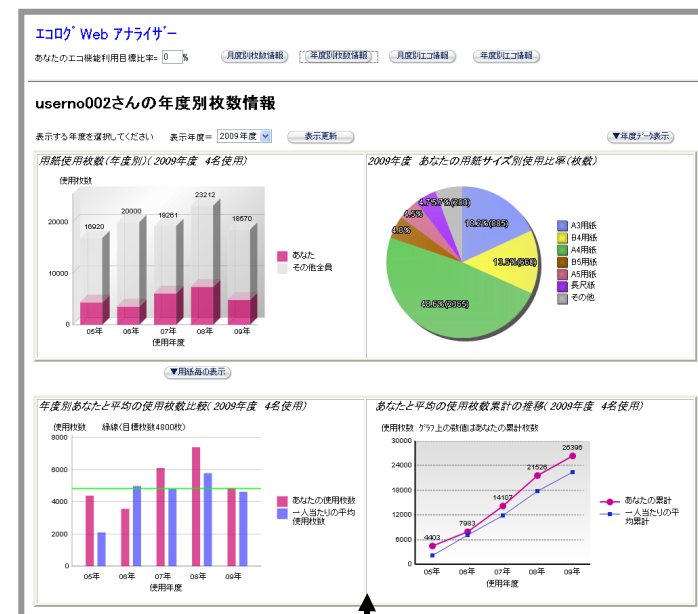 エコログ Web アナライザー
あなたのエコ機能利用目標比率= 0 %
月度別枚数情報 年度別枚数情報 月度別エコ情報 年度別エコ情報
userno002さんの年度別枚数情報
表示する年度を選択してください 表示年度= 2009年度 表示更新 ▼年度データ表示
用紙使用枚数(年度別)(2009年度 4名使用)
使用枚数
23212
20000
19261
18570
16920
20000
10000
0
05年 06年 07年 08年 09年
使用年度
あなた
その他全員
2009年度 あなたの用紙サイズ別使用比率(枚数)
4.5%
4.0%
A3用紙
B4用紙
A4用紙
B5用紙
A5用紙
長尺紙
その他
▼用紙毎の表示
年度別あなたと平均の使用枚数比較(2009年度 4名使用)
使用枚数 緑線(目標枚数4800枚)
8000
6000
4000
2000
0
05年 06年 07年 08年 09年
使用年度
あなたの使用枚数
一人当たりの平均
使用枚数
あなたと平均の使用枚数累計の推移(2009年度 4名使用)
使用枚数 グラフ上の数値はあなたの累計枚数
30000
24000
18000
12000
6000
0
4403
7983
14107
21526
26396
05年 06年 07年 08年 09年
使用年度
あなたの累計
一人当たりの平
均累計